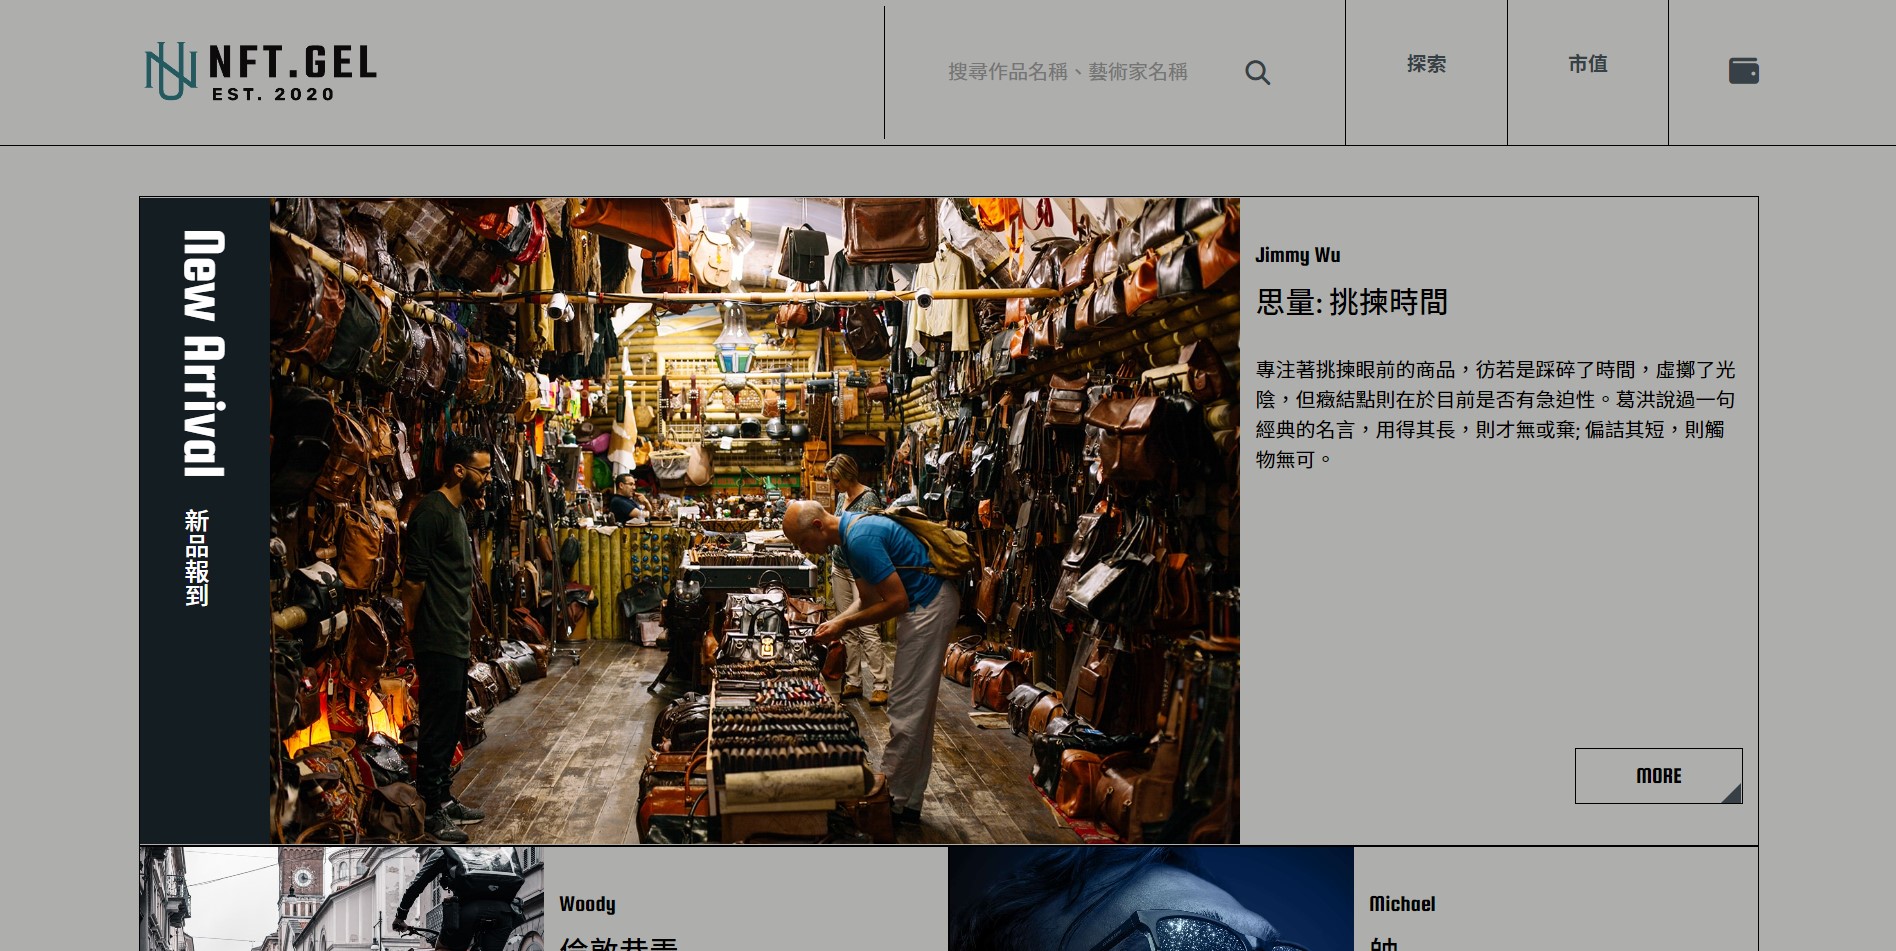 NFT.GEL
EST. 2020
搜尋作品名稱、藝術家名稱
探索
市值
New Arrival
新品報到
Jimmy Wu
思量: 挑揀時間
專注著挑揀眼前的商品，彷若是踩碎了時間，虛擲了光
陰，但癥結點則在於目前是否有急迫性。葛洪說過一句
經典的名言，用得其長，則才無或棄; 偏詰其短，則觸
物無可。
MORE
Woody
倫敦巷弄
Michael
帥